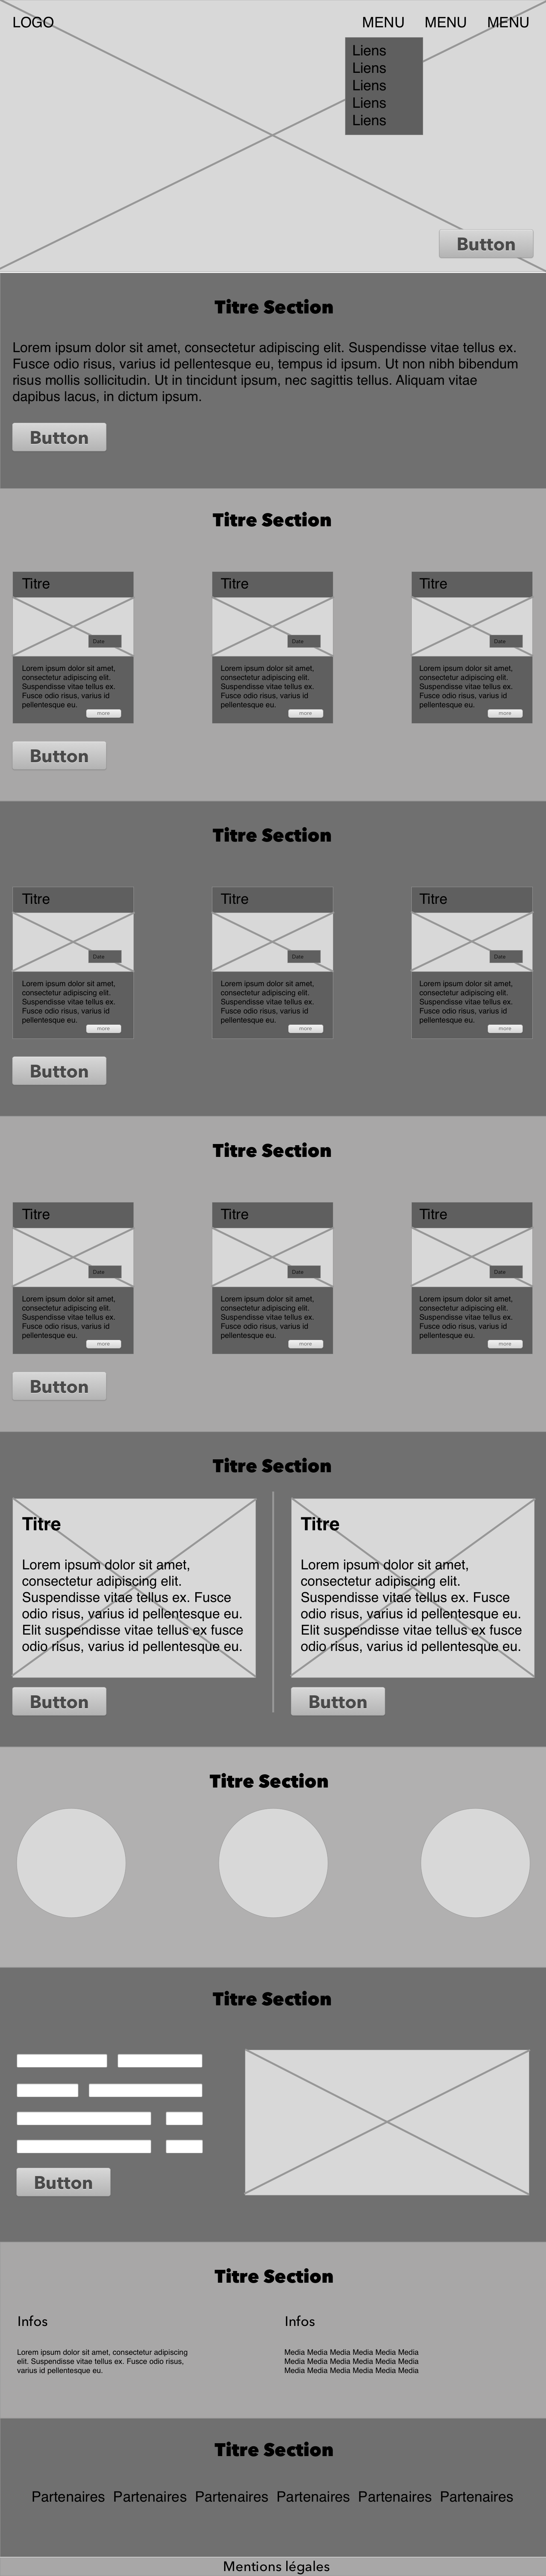 LOGO MENU MENU MENU
Liens
Liens
Liens
Liens
Liens
Button
Titre Section
Lorem ipsum dolor sit amet, consectetur adipiscing elit. Suspendisse vitae tellus ex.
Fusce odio risus, varius id pellentesque eu, tempus id ipsum. Ut non nibh bibendum
risus mollis sollicitudin. Ut in tincidunt ipsum, nec sagittis tellus. Aliquam vitae
dapibus lacus, in dictum ipsum.
Button
Titre Section
Titre
Date
Lorem ipsum dolor sit amet,
consectetur adipiscing elit.
Suspendisse vitae tellus ex.
Fusce odio risus, varius id
pellentesque eu.
more
Titre
Date
Lorem ipsum dolor sit amet,
consectetur adipiscing elit.
Suspendisse vitae tellus ex.
Fusce odio risus, varius id
pellentesque eu.
more
Titre
Date
Lorem ipsum dolor sit amet,
consectetur adipiscing elit.
Suspendisse vitae tellus ex.
Fusce odio risus, varius id
pellentesque eu.
more
Button
Titre Section
Titre
Date
Lorem ipsum dolor sit amet,
consectetur adipiscing elit.
Suspendisse vitae tellus ex.
Fusce odio risus, varius id
pellentesque eu.
more
Titre
Date
Lorem ipsum dolor sit amet,
consectetur adipiscing elit.
Suspendisse vitae tellus ex.
Fusce odio risus, varius id
pellentesque eu.
more
Titre
Date
Lorem ipsum dolor sit amet,
consectetur adipiscing elit.
Suspendisse vitae tellus ex.
Fusce odio risus, varius id
pellentesque eu.
more
Button
Titre Section
Titre
Date
Lorem ipsum dolor sit amet,
consectetur adipiscing elit.
Suspendisse vitae tellus ex.
Fusce odio risus, varius id
pellentesque eu.
more
Titre
Date
Lorem ipsum dolor sit amet,
consectetur adipiscing elit.
Suspendisse vitae tellus ex.
Fusce odio risus, varius id
pellentesque eu.
more
Titre
Date
Lorem ipsum dolor sit amet,
consectetur adipiscing elit.
Suspendisse vitae tellus ex.
Fusce odio risus, varius id
pellentesque eu.
more
Button
Titre Section
Titre
Lorem ipsum dolor sit amet,
consectetur adipiscing elit.
Suspendisse vitae tellus ex. Fusce
odio risus, varius id pellentesque eu.
Elit suspendisse vitae tellus ex fusce
odio risus, varius id pellentesque eu.
Button
Titre
Lorem ipsum dolor sit amet,
consectetur adipiscing elit.
Suspendisse vitae tellus ex. Fusce
odio risus, varius id pellentesque eu.
Elit suspendisse vitae tellus ex fusce
odio risus, varius id pellentesque eu.
Button
Titre Section
Titre Section
Button
Titre Section
Infos
Lorem ipsum dolor sit amet, consectetur adipiscing
elit. Suspendisse vitae tellus ex. Fusce odio risus,
varius id pellentesque eu.
Infos
Media Media Media Media Media Media
Media Media Media Media Media Media
Media Media Media Media Media Media
Titre Section
Partenaires Partenaires Partenaires Partenaires Partenaires Partenaires
Mentions légales